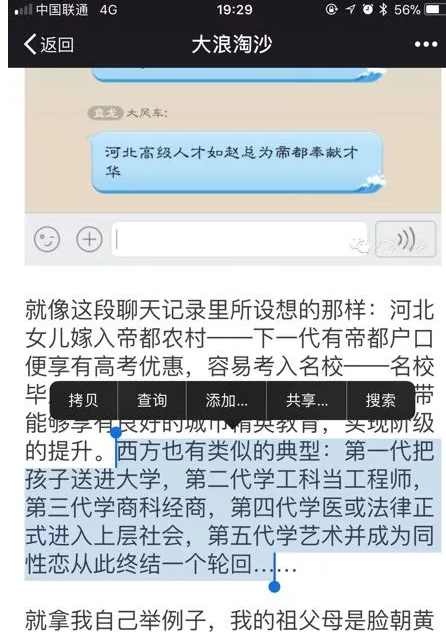 中国联通 4G 19:29 56%
返回 大浪淘沙
盘龙 大风车:
河北高级人才如赵总为帝都奉献才
华
大浪淘沙
就像这段聊天记录里所设想的那样：河北
女儿嫁入帝都农村——下一代有帝都户口
便享有高考优惠，容易考入名校——名校
毕
拷贝 查询 添加... 共享... 搜索
带
能够享有良好的城市精英教育，实现阶级
的提升。西方也有类似的典型：第一代把
孩子送进大学，第二代学工科当工程师，
第三代学商科经商，第四代学医或法律正
式进入上层社会，第五代学艺术并成为同
性恋从此终结一个轮回……
就拿我自己举例子，我的祖父母是脸朝黄